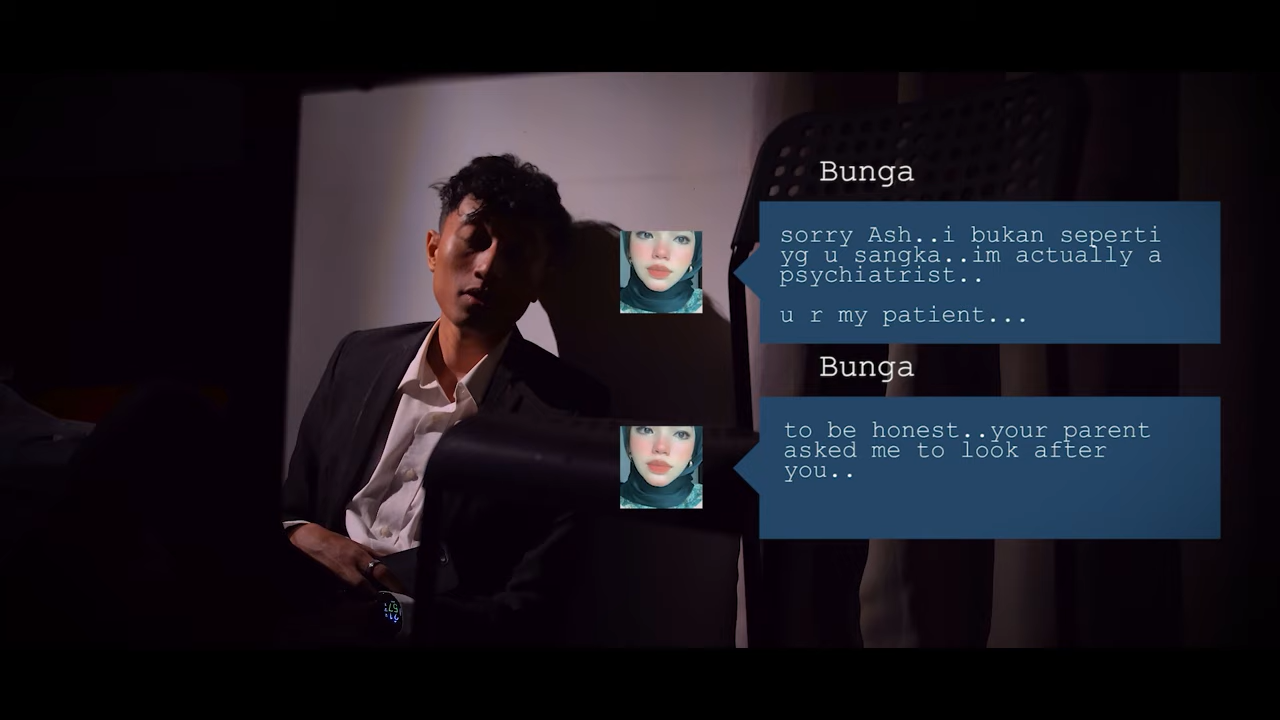 Bunga
sorry Ash..i bukan seperti
yg u sangka..im actually a
psychiatrist..
u r my patient...
Bunga
to be honest..your parent
asked me to look after
you..